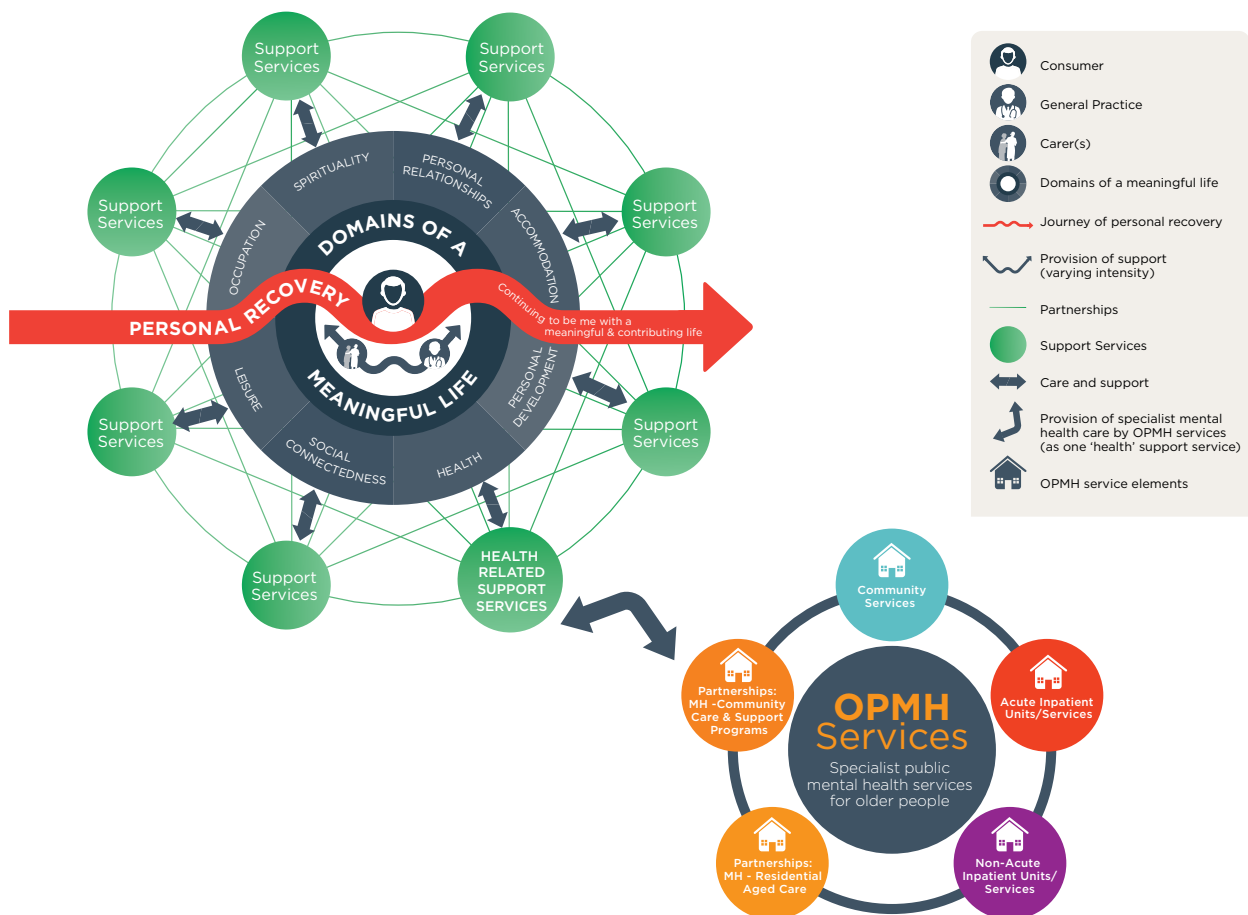 Support
Services
Support
Services
Support
Services
Support
Services
Support
Services
Support
Services
Support
Services
HEALTH
RELATED
SUPPORT
SERVICES
SPIRITUALITY
PERSONAL
RELATIONSHIPS
ACCOMMODATION
OCCUPATION
LEISURE
SOCIAL
CONNECTEDNESS
HEALTH
PERSONAL
DEVELOPMENT
DOMAINS OF A
MEANINGFUL LIFE
PERSONAL RECOVERY
Continuing to be me with a
meaningful & contributing life
Consumer
General Practice
Carer(s)
Domains of a meaningful life
Journey of personal recovery
Provision of support
(varying intensity)
Partnerships
Support Services
Care and support
Provision of specialist mental
health care by OPMH services
(as one ‘health’ support service)
OPMH service elements
Community
Services
Partnerships:
MH -Community
Care & Support
Programs
Acute Inpatient
Units/Services
OPMH
Services
Specialist public
mental health services
for older people
Partnerships:
MH - Residential
Aged Care
Non-Acute
Inpatient Units/
Services